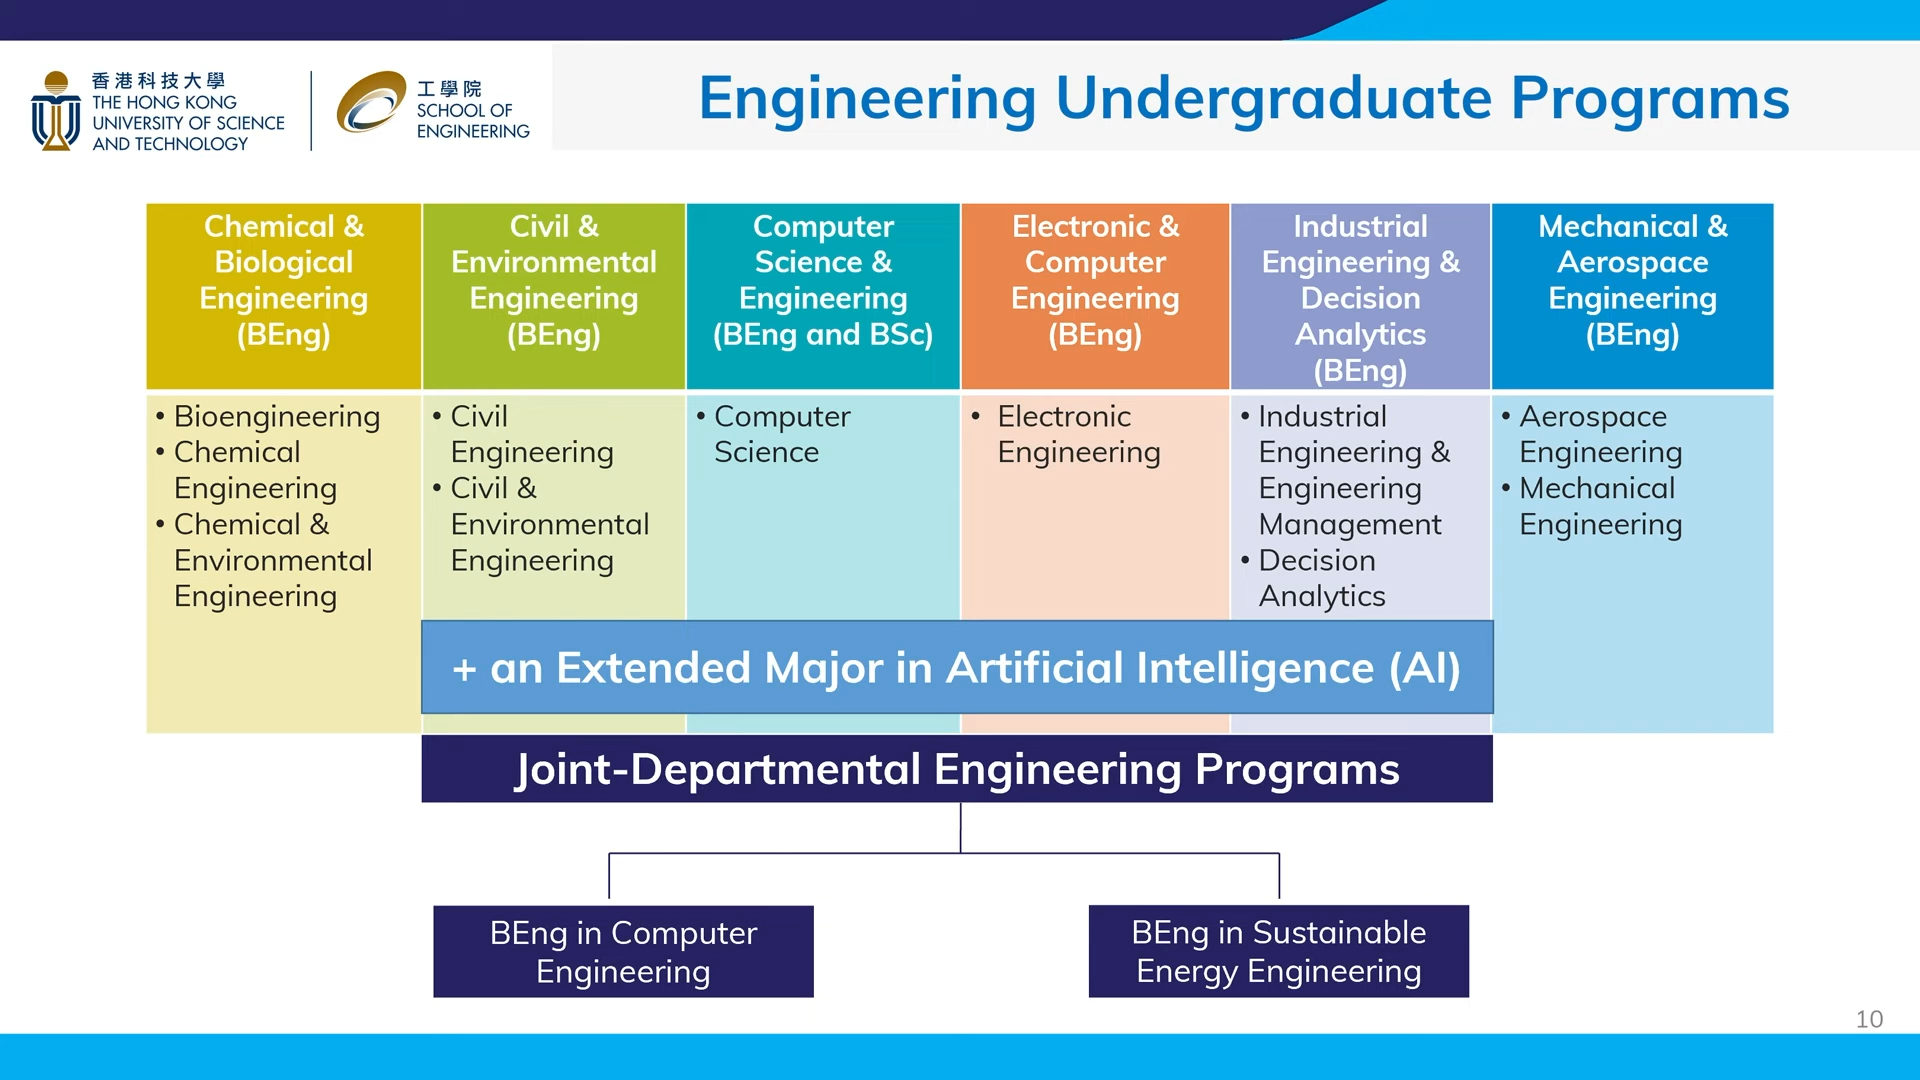 香港科技大學
THE HONG KONG
UNIVERSITY OF SCIENCE
AND TECHNOLOGY
工學院
SCHOOL OF
ENGINEERING
Engineering Undergraduate Programs
Chemical &
Biological
Engineering
(BEng)
Civil &
Environmental
Engineering
(BEng)
Computer
Science &
Engineering
(BEng and BSc)
Electronic &
Computer
Engineering
(BEng)
Industrial
Engineering &
Decision
Analytics
(BEng)
Mechanical &
Aerospace
Engineering
(BEng)
• Bioengineering
• Chemical
Engineering
• Chemical &
Environmental
Engineering
• Civil
Engineering
• Civil &
Environmental
Engineering
• Computer
Science
• Electronic
Engineering
• Industrial
Engineering &
Engineering
Management
• Decision
Analytics
• Aerospace
Engineering
• Mechanical
Engineering
+ an Extended Major in Artificial Intelligence (AI)
Joint-Departmental Engineering Programs
BEng in Computer
Engineering
BEng in Sustainable
Energy Engineering
10